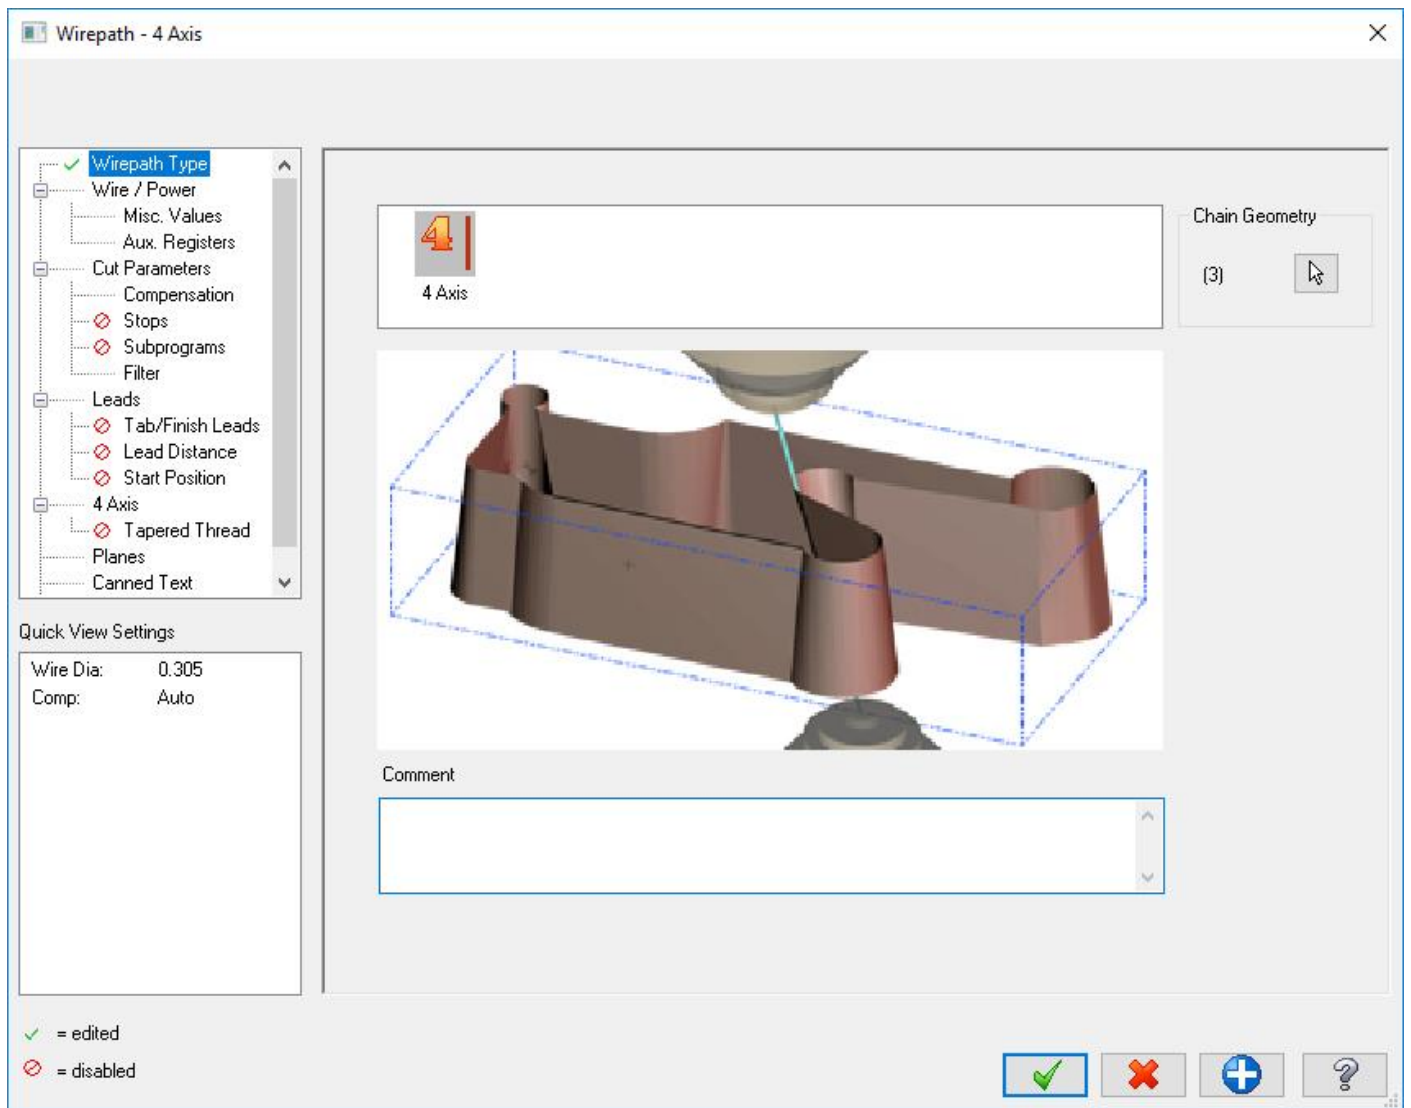 Wirepath - 4 Axis
Wirepath Type
Wire / Power
Misc. Values
Aux. Registers
Cut Parameters
Compensation
Stops
Subprograms
Filter
Leads
Tab/Finish Leads
Lead Distance
Start Position
4 Axis
Tapered Thread
Planes
Canned Text
Quick View Settings
Wire Dia: 0.305
Comp: Auto
= edited
= disabled
4
4 Axis
Chain Geometry
(3)
Comment